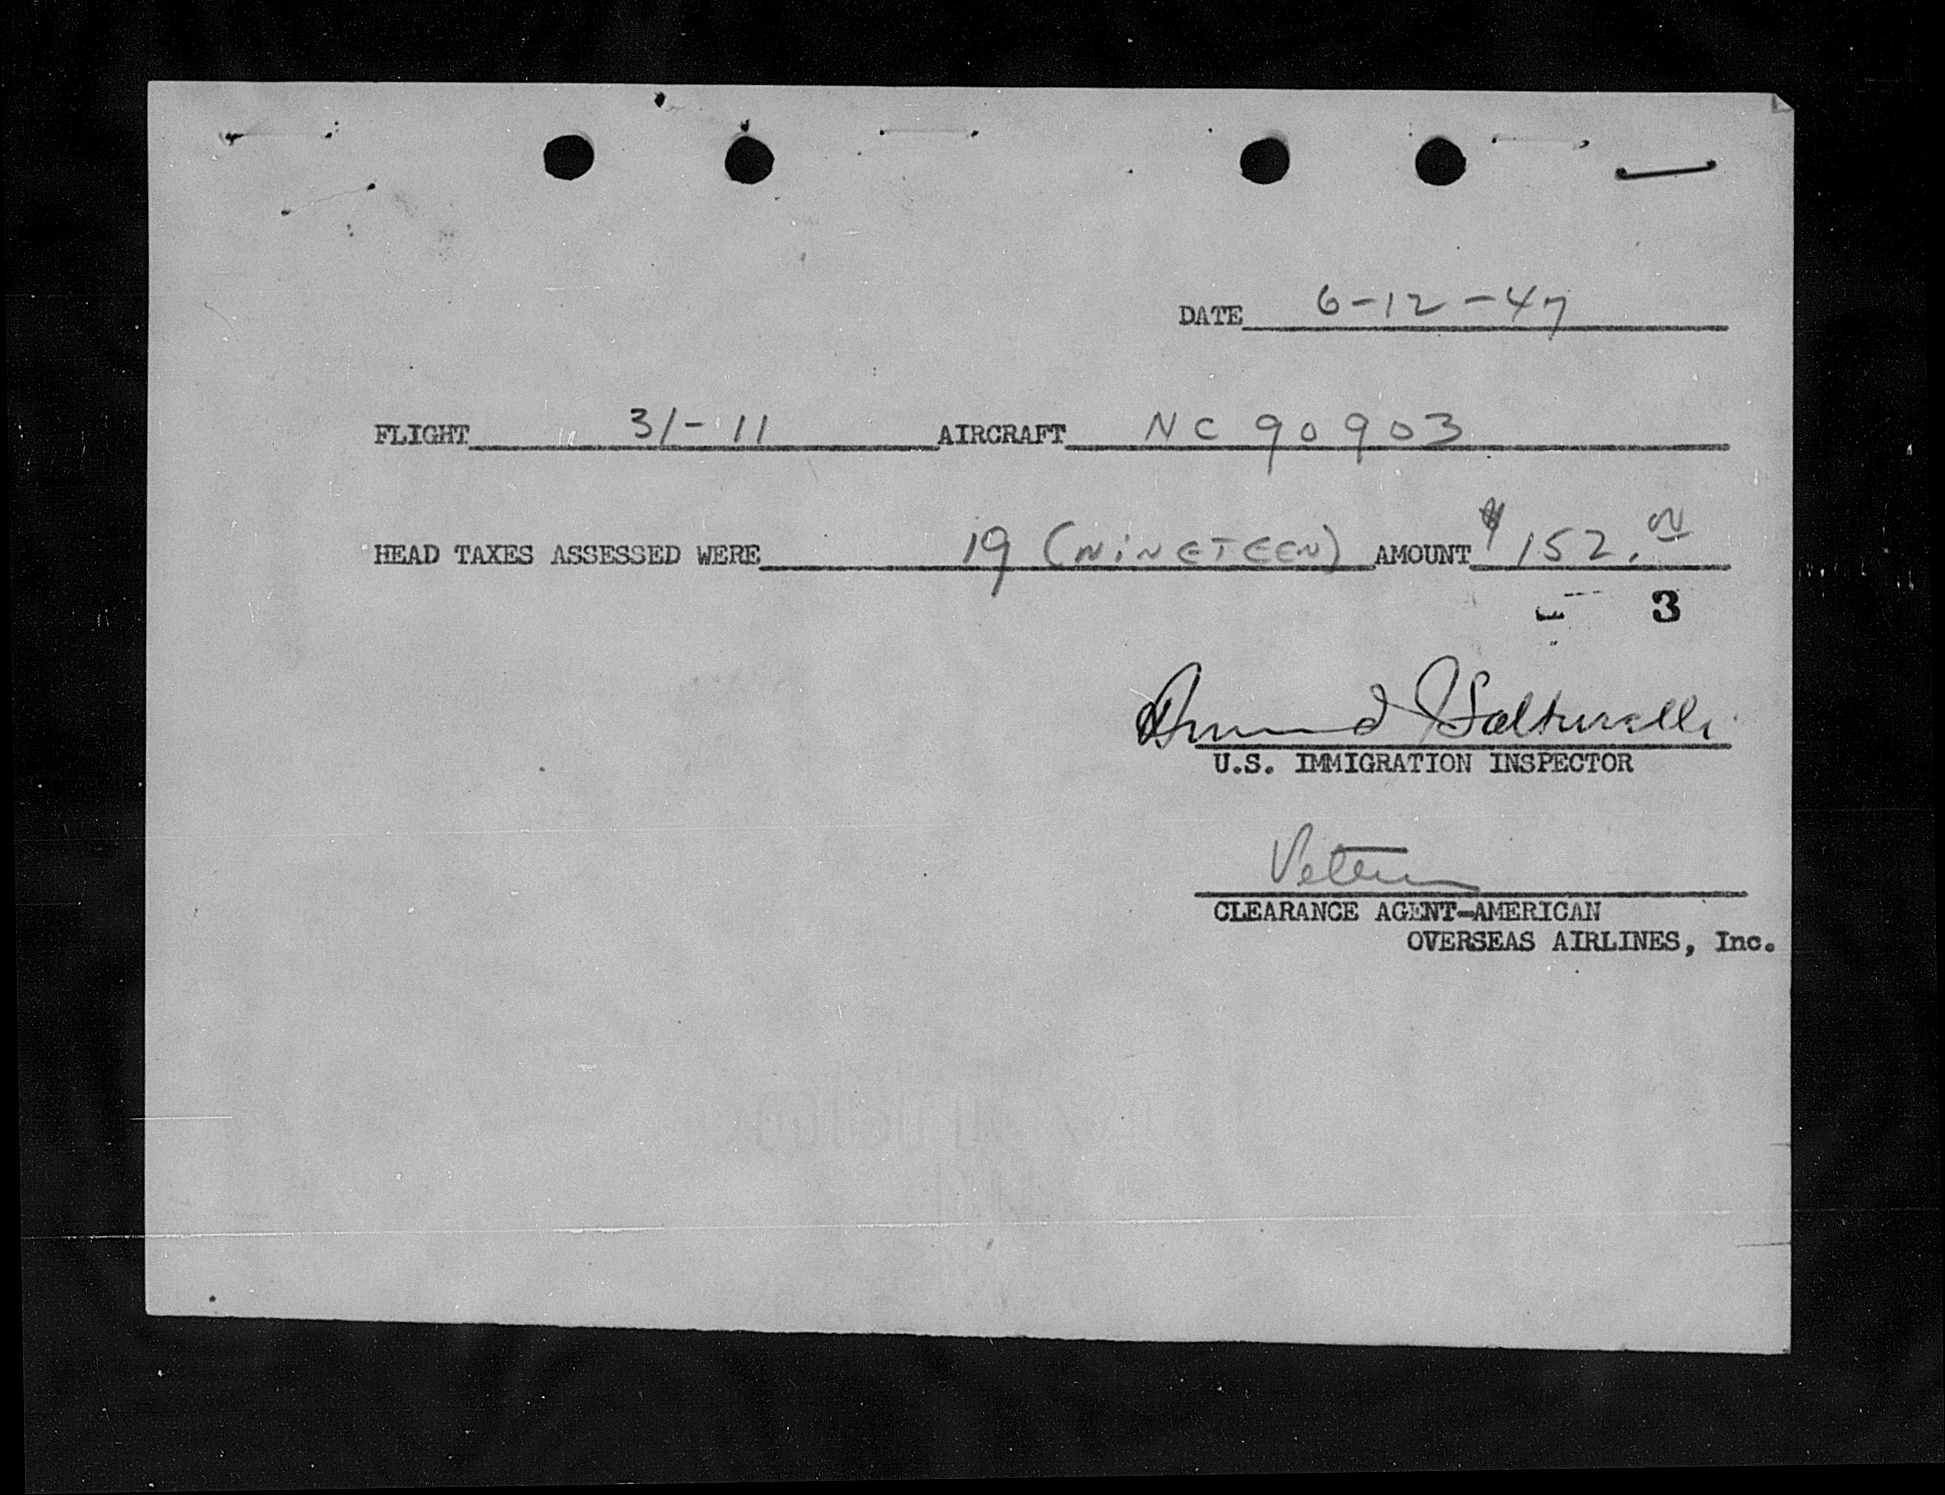 DATE 6-12-47
FLIGHT 31-11 AIRCRAFT NC 90903
HEAD TAXES ASSESSED WERE 19 (NINETEEN) AMOUNT $152.00
3
U.S. IMMIGRATION INSPECTOR
CLEARANCE AGENT-AMERICAN
OVERSEAS AIRLINES, Inc.